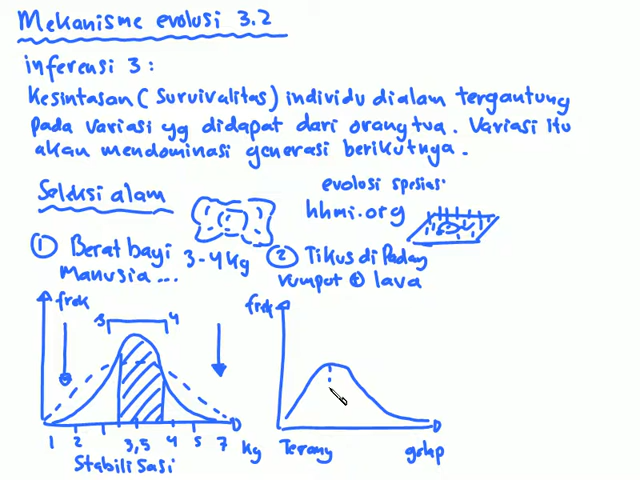 Mekanisme evolusi 3.2
inferensi 3 :
Kesintasan (Survivalitas) individu dialam tergantung
pada variasi yg didapat dari orang tua. Variasi itu
akan mendominasi generasi berikutnya.
Seleksi alam
evolusi spesias:
hhmi.org
① Berat bayi 3-4 Kg
Manusia ...
② Tikus di Padang
rumput ⊕ lava
frek
3 4
1 2 3,5 4 5 7 Kg
Stabilisasi
frek
Terang gelap